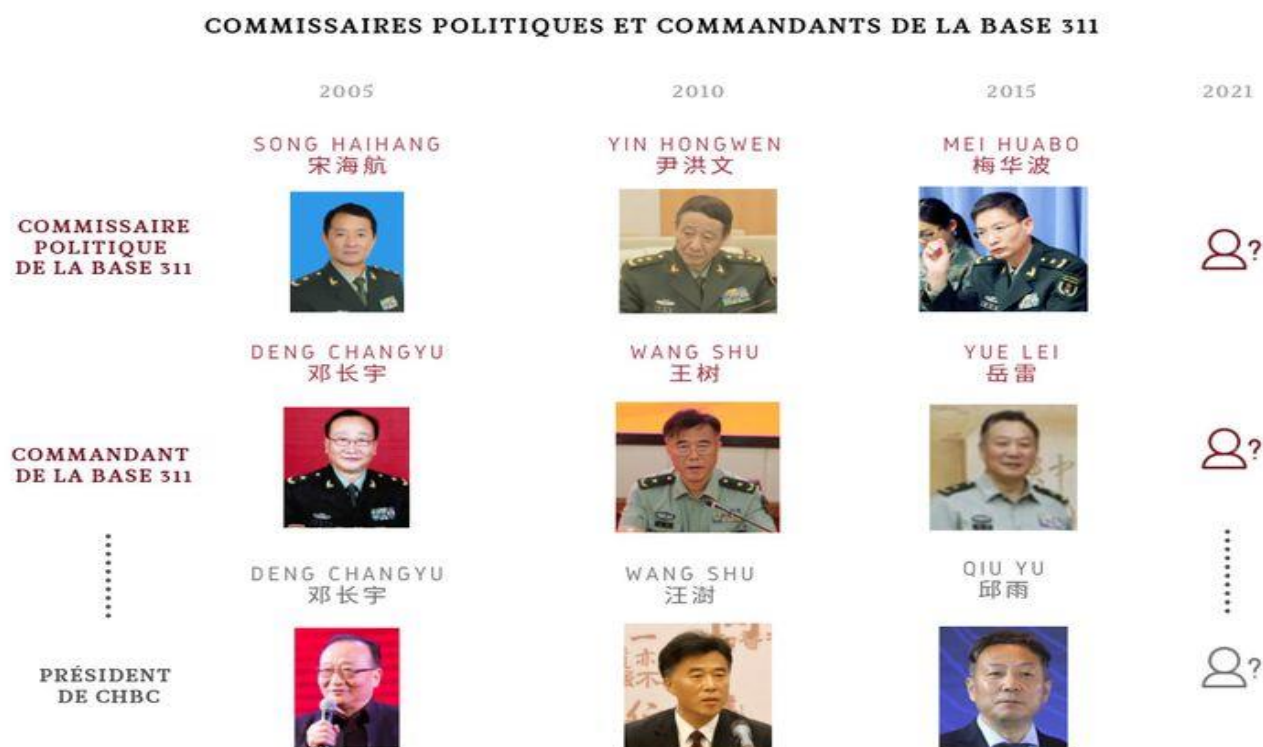 COMMISSAIRES POLITIQUES ET COMMANDANTS DE LA BASE 311
2005
2010
2015
2021
SONG HAIHANG
宋海航
YIN HONGWEN
尹洪文
MEI HUABO
梅华波
COMMISSAIRE
POLITIQUE
DE LA BASE 311
?
DENG CHANGYU
邓长宇
WANG SHU
王树
YUE LEI
岳雷
COMMANDANT
DE LA BASE 311
?
DENG CHANGYU
邓长宇
WANG SHU
汪澍
QIU YU
邱雨
PRÉSIDENT
DE CHBC
?